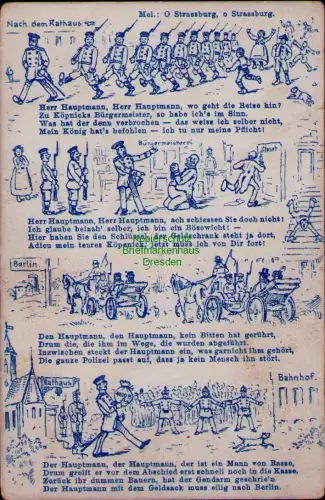 Nach dem Rathaus
Mel.: O Strassburg, o Strassburg.
Herr Hauptmann, Herr Hauptmann, wo geht die Reise hin?
Zu Köpnicks Bürgermeister, so habe ich's im Sinn.
Was hat der denn verbrochen — das weiss ich selber nicht,
Mein König hat's befohlen — ich tu nur meine Pflicht!
Bürgermeisterei
Herr Hauptmann, Herr Hauptmann, ach schiessen Sie doch nicht!
Ich glaube beinah' selber, ich bin ein Bösewicht! —
Hier haben Sie den Schlüssel, der Geldschrank steht ja dort,
Adieu mein teures Köpenick, jetzt muss ich von Dir fort!
Briefmarkenhaus
Dresden
Berlin
Den Hauptmann, den Hauptmann, kein Bitten hat gerührt,
Drum die, die ihm im Wege, die wurden abgeführt.
Inzwischen steckt der Hauptmann ein, was garnicht ihm gehört,
Die ganze Polizei passt auf, dass ja kein Mensch ihn stört.
Rathaus
Bahnhof.
Der Hauptmann, der Hauptmann, der ist ein Mann von Rasse,
Drum greift er vor dem Abschied erst schnell noch in die Kasse.
Zurück ihr dummen Bauern, hat der Gendarm geschrie'n
Der Hauptmann mit dem Geldsack muss eilig nach Berlin.